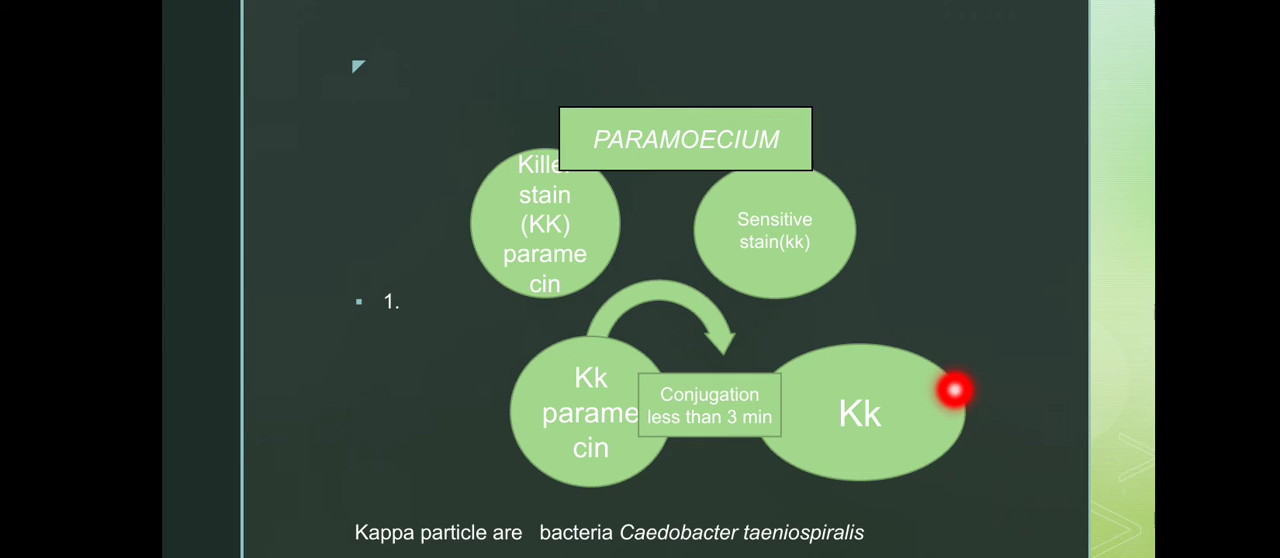 PARAMOECIUM
Killer
stain
(KK)
parame
cin
Sensitive
stain(kk)
1.
Kk
parame
cin
Conjugation
less than 3 min
Kk
Kappa particle are bacteria Caedobacter taeniospiralis